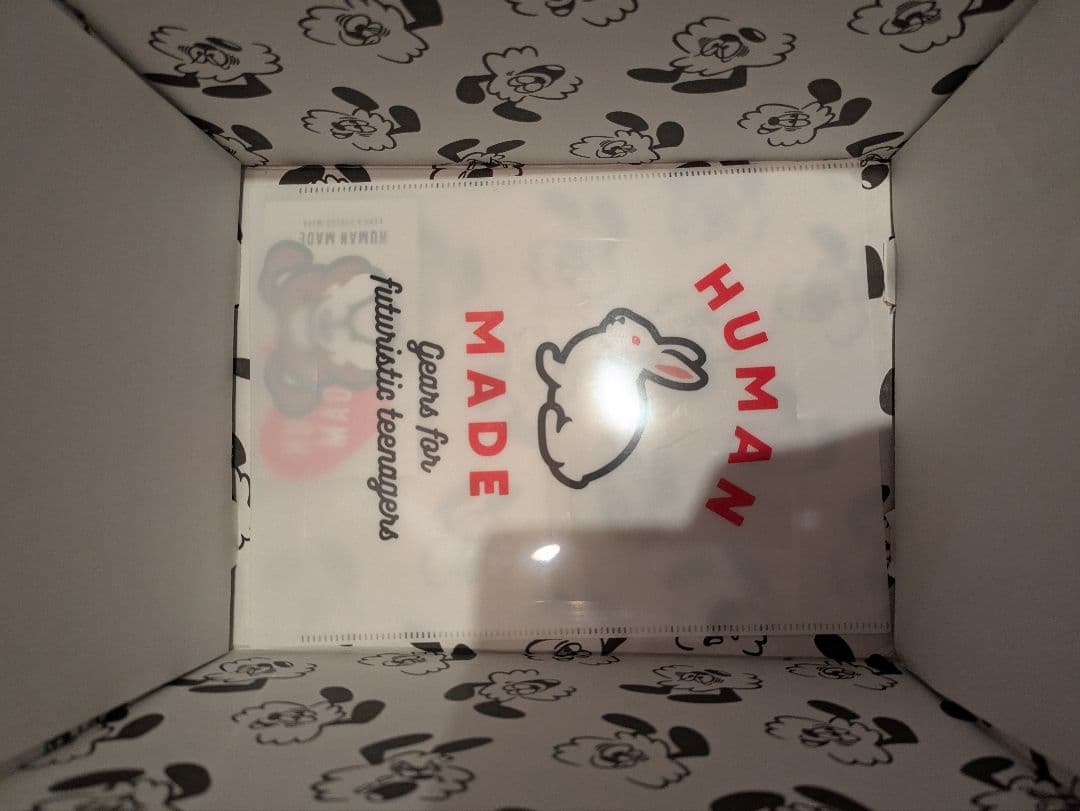 HUMAN
MADE
Gears for
futuristic teenagers
HUMAN MADE